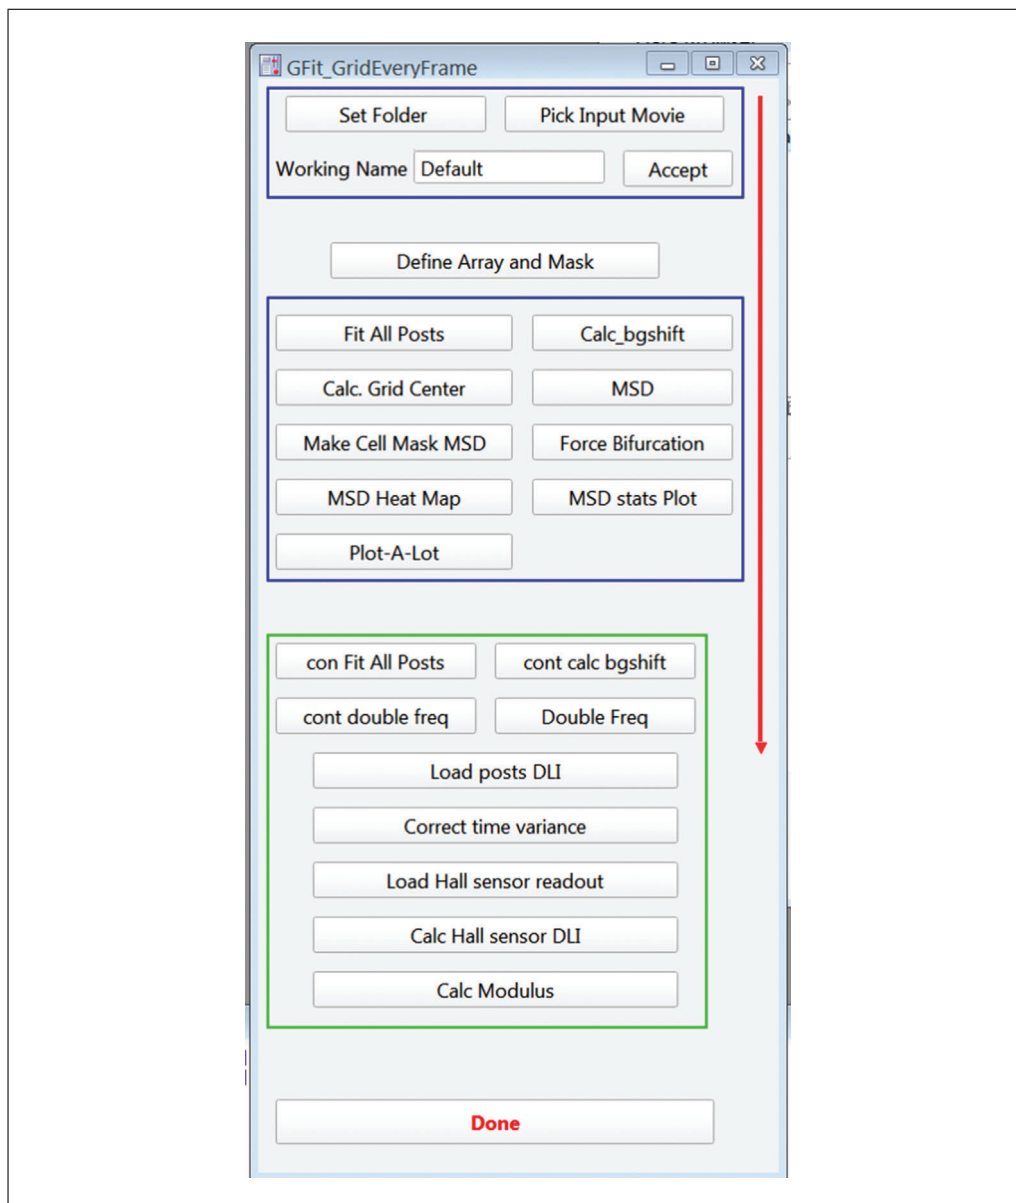 GFit_GridEveryFrame
Set Folder Pick Input Movie
Working Name Default Accept
Define Array and Mask
Fit All Posts Calc_bgshift
Calc. Grid Center MSD
Make Cell Mask MSD Force Bifurcation
MSD Heat Map MSD stats Plot
Plot-A-Lot
con Fit All Posts cont calc bgshift
cont double freq Double Freq
Load posts DLI
Correct time variance
Load Hall sensor readout
Calc Hall sensor DLI
Calc Modulus
Done